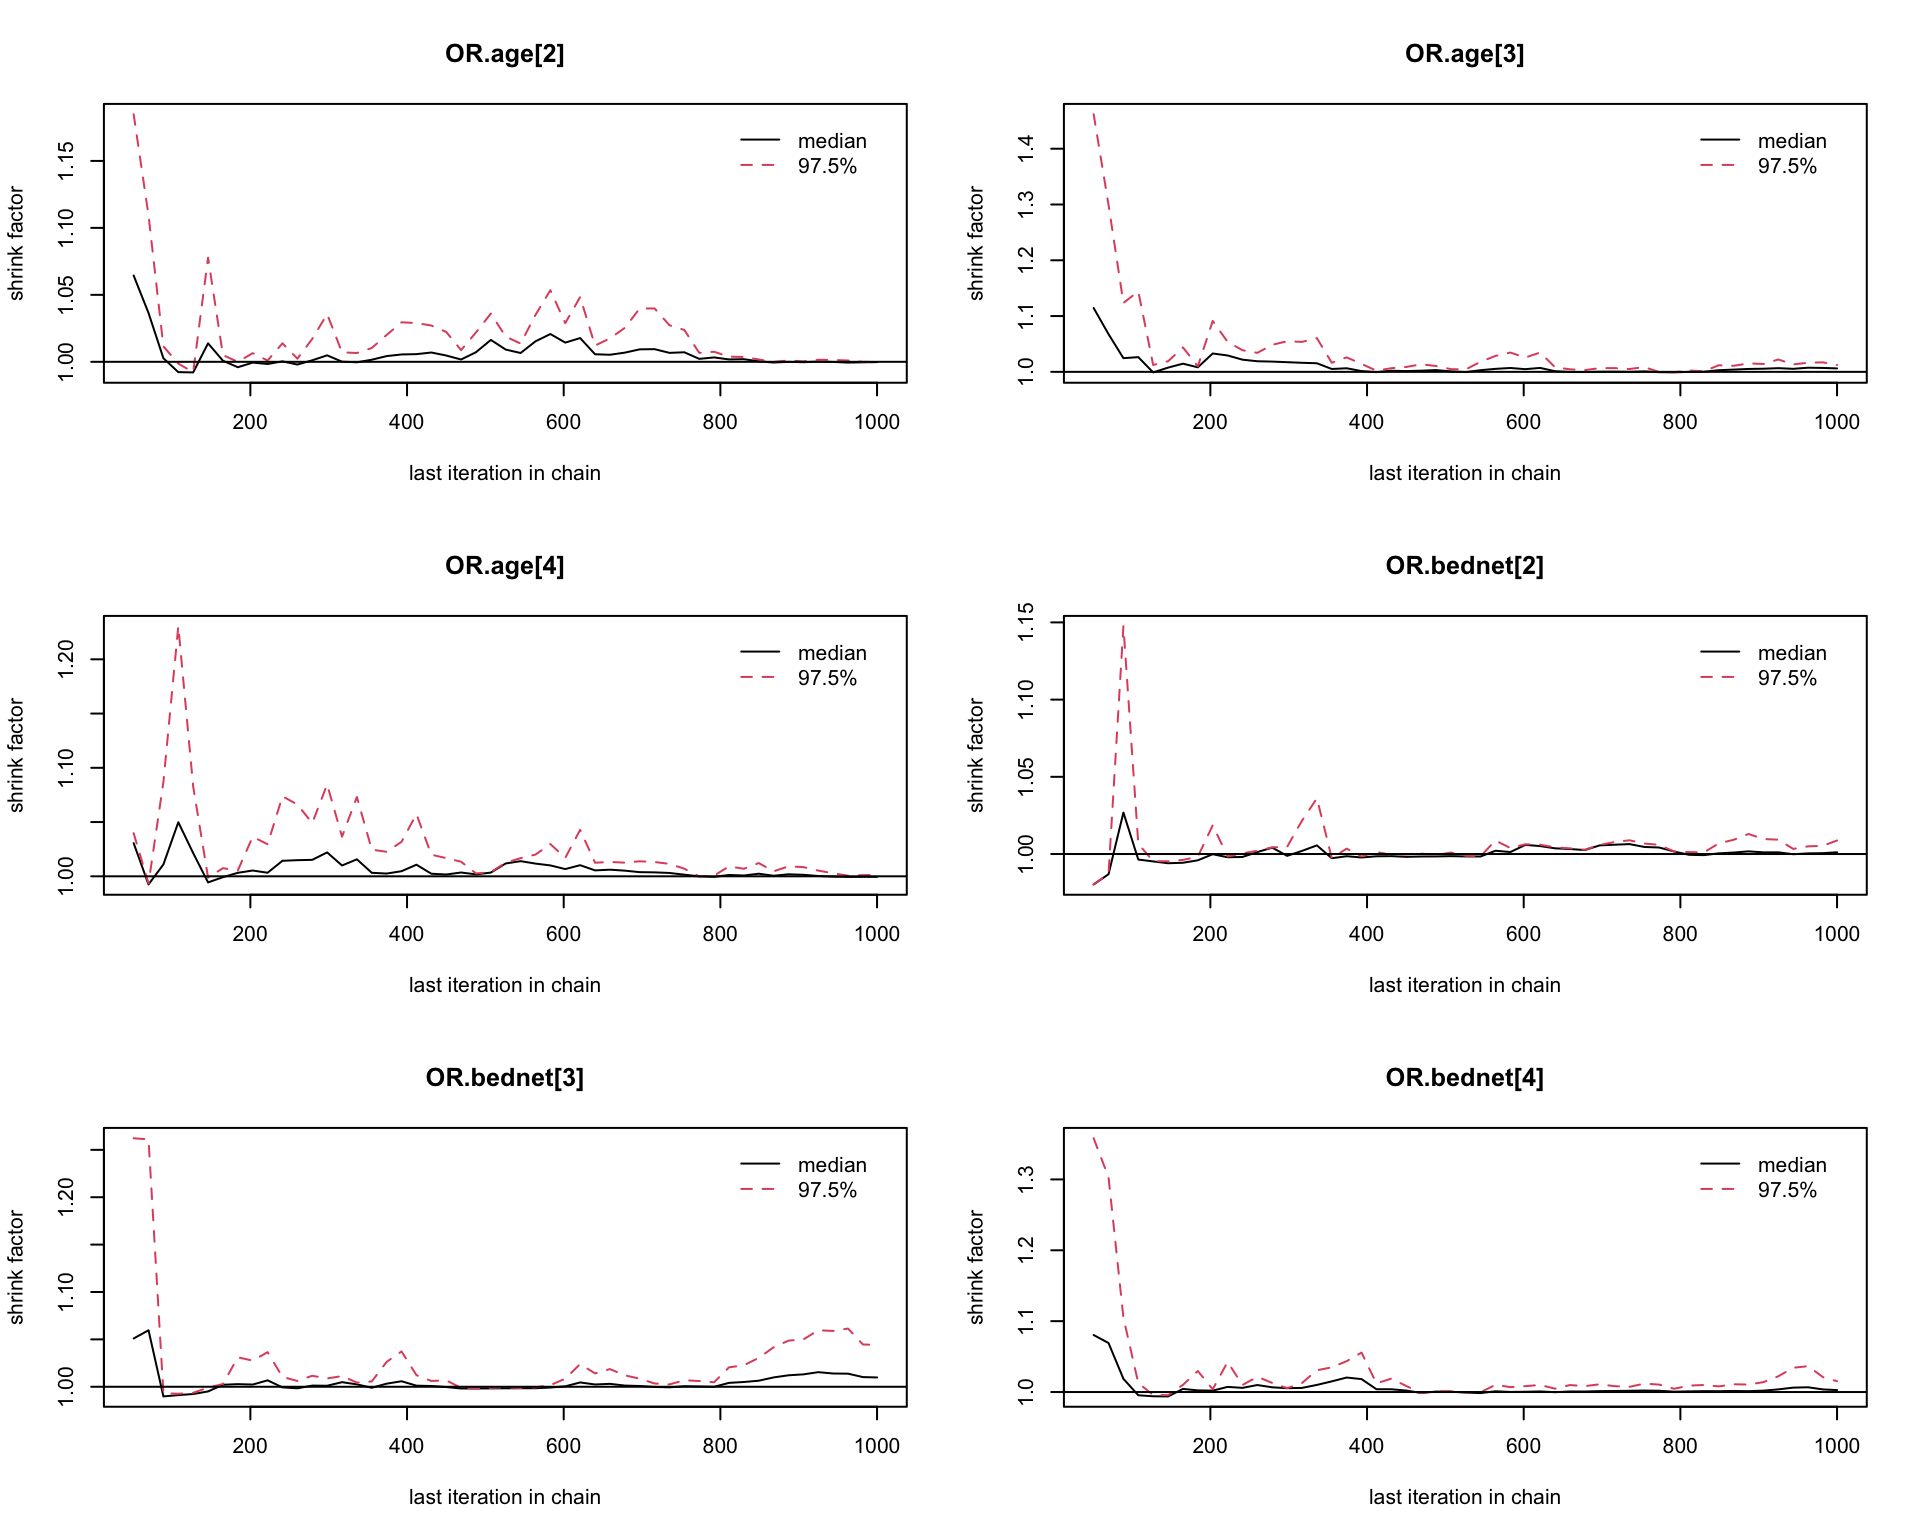 OR.age[2]
shrink factor
1.00 1.05 1.10 1.15
median
97.5%
200 400 600 800 1000
last iteration in chain
OR.age[3]
shrink factor
1.0 1.1 1.2 1.3 1.4
median
97.5%
200 400 600 800 1000
last iteration in chain
OR.age[4]
shrink factor
1.00 1.10 1.20
median
97.5%
200 400 600 800 1000
last iteration in chain
OR.bednet[2]
shrink factor
1.00 1.05 1.10 1.15
median
97.5%
200 400 600 800 1000
last iteration in chain
OR.bednet[3]
shrink factor
1.00 1.10 1.20
median
97.5%
200 400 600 800 1000
last iteration in chain
OR.bednet[4]
shrink factor
1.0 1.1 1.2 1.3
median
97.5%
200 400 600 800 1000
last iteration in chain